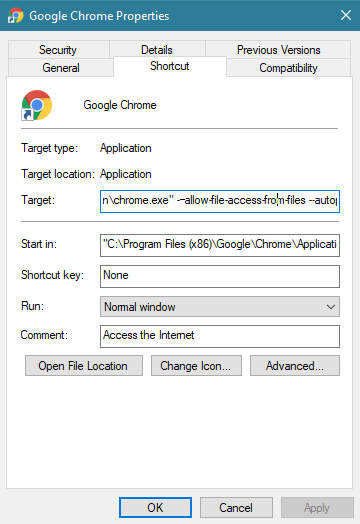 Google Chrome Properties
Security Details Previous Versions
General Shortcut Compatibility
Google Chrome
Target type: Application
Target location: Application
Target: n\chrome.exe" --allow-file-access-from-files --autop
Start in: "C:\Program Files (x86)\Google\Chrome\Applicati
Shortcut key: None
Run: Normal window
Comment: Access the Internet
Open File Location Change Icon... Advanced...
OK Cancel Apply